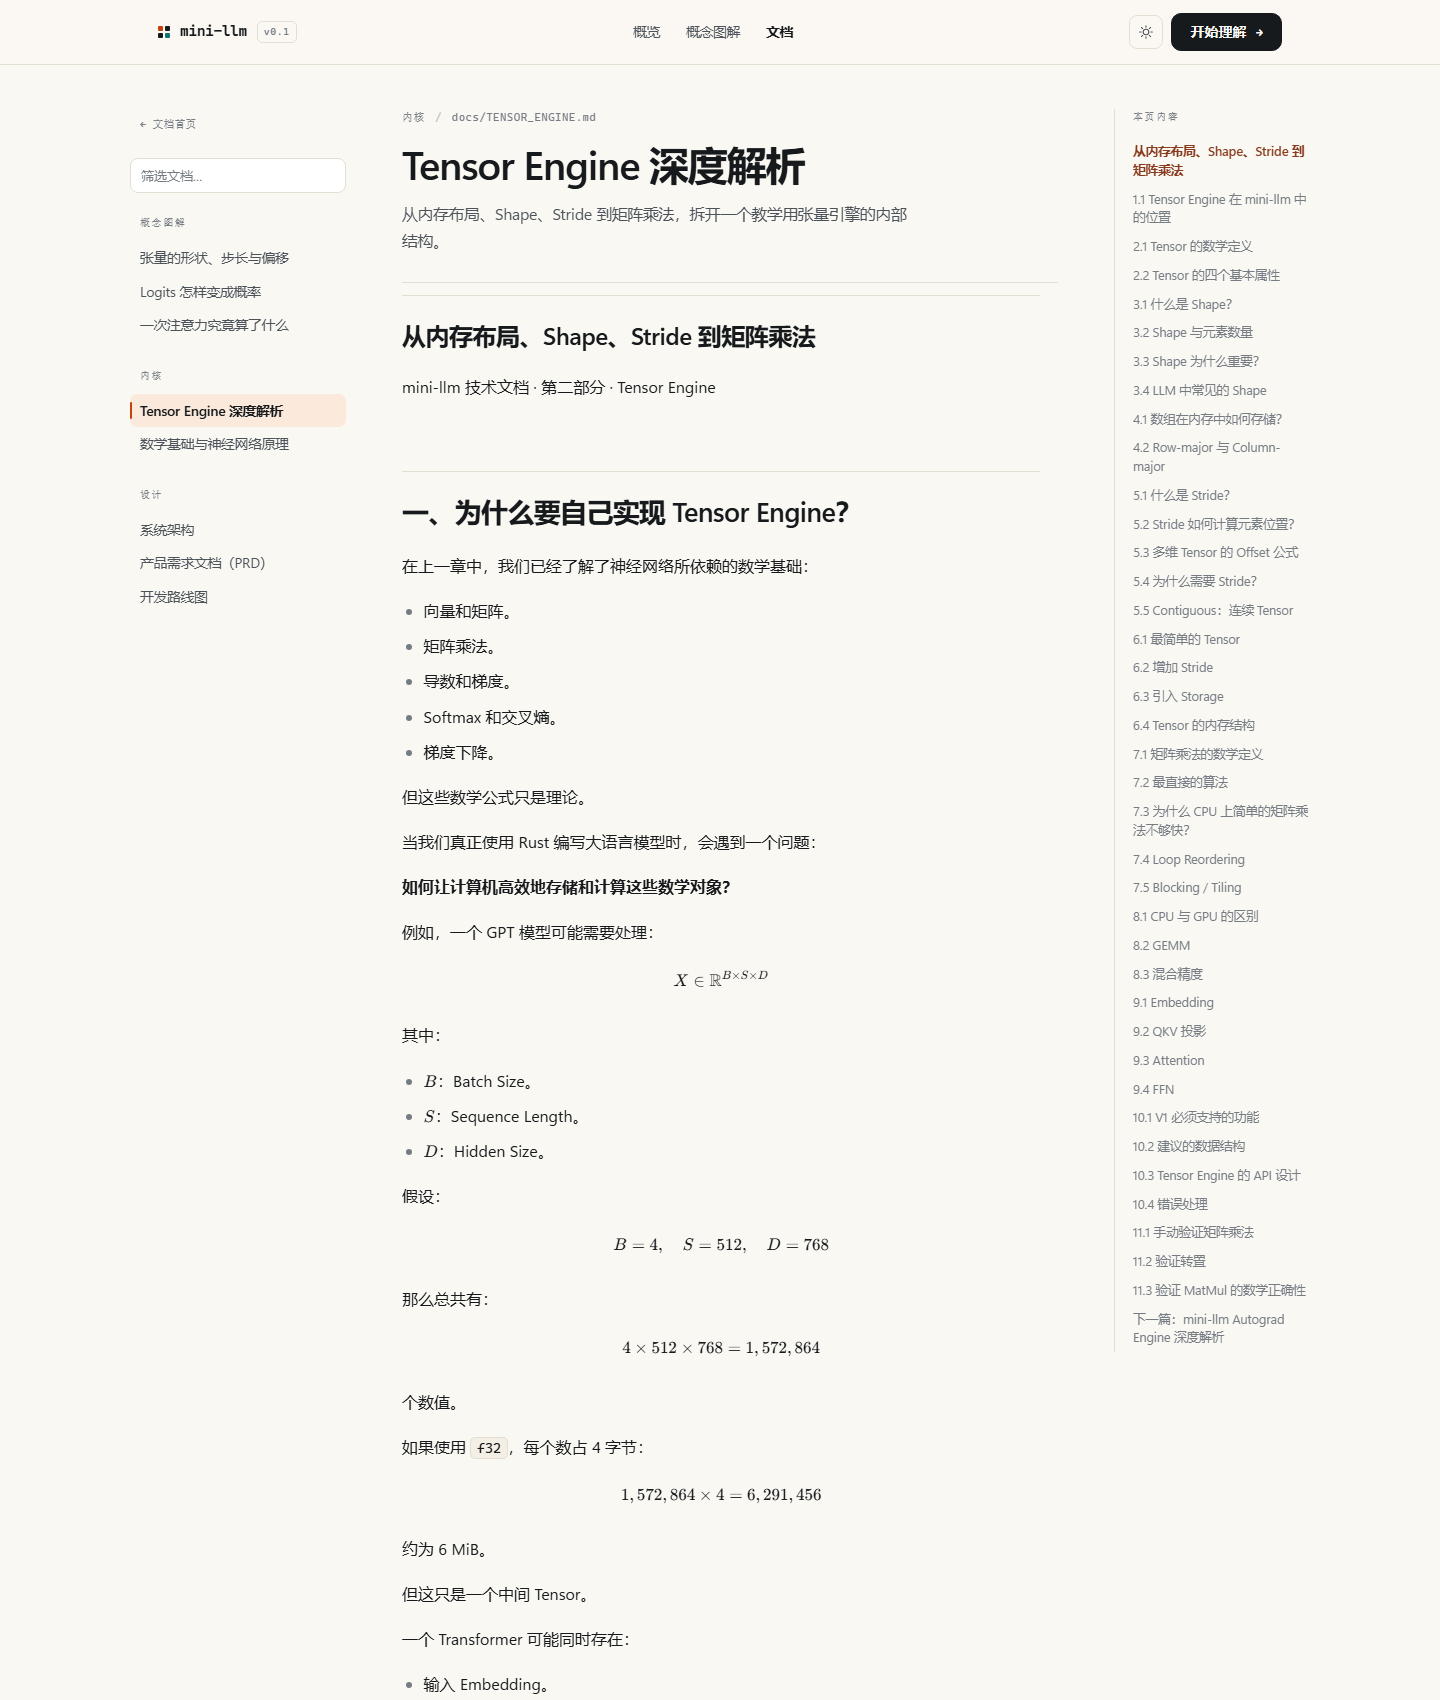 mini-llm v0.1
概览 概念图解 文档
开始理解 →
← 文档首页
筛选文档...
概念图解
张量的形状、步长与偏移
Logits 怎样变成概率
一次注意力究竟算了什么
内核
Tensor Engine 深度解析
数学基础与神经网络原理
设计
系统架构
产品需求文档（PRD）
开发路线图
内核 / docs/TENSOR_ENGINE.md
Tensor Engine 深度解析
从内存布局、Shape、Stride 到矩阵乘法，拆开一个教学用张量引擎的内部
结构。
从内存布局、Shape、Stride 到矩阵乘法
mini-llm 技术文档 · 第二部分 · Tensor Engine
一、为什么要自己实现 Tensor Engine？
在上一章中，我们已经了解了神经网络所依赖的数学基础：
• 向量和矩阵。
• 矩阵乘法。
• 导数和梯度。
• Softmax 和交叉熵。
• 梯度下降。
但这些数学公式只是理论。
当我们真正使用 Rust 编写大语言模型时，会遇到一个问题：
如何让计算机高效地存储和计算这些数学对象？
例如，一个 GPT 模型可能需要处理：
X ∈ ℝ^{B×S×D}
其中：
• B：Batch Size。
• S：Sequence Length。
• D：Hidden Size。
假设：
B = 4, S = 512, D = 768
那么总共有：
4 × 512 × 768 = 1,572,864
个数值。
如果使用 f32，每个数占 4 字节：
1,572,864 × 4 = 6,291,456
约为 6 MiB。
但这只是一个中间 Tensor。
一个 Transformer 可能同时存在：
• 输入 Embedding。
本页内容
从内存布局、Shape、Stride 到
矩阵乘法
1.1 Tensor Engine 在 mini-llm 中
的位置
2.1 Tensor 的数学定义
2.2 Tensor 的四个基本属性
3.1 什么是 Shape？
3.2 Shape 与元素数量
3.3 Shape 为什么重要？
3.4 LLM 中常见的 Shape
4.1 数组在内存中如何存储？
4.2 Row-major 与 Column-
major
5.1 什么是 Stride？
5.2 Stride 如何计算元素位置？
5.3 多维 Tensor 的 Offset 公式
5.4 为什么需要 Stride？
5.5 Contiguous：连续 Tensor
6.1 最简单的 Tensor
6.2 增加 Stride
6.3 引入 Storage
6.4 Tensor 的内存结构
7.1 矩阵乘法的数学定义
7.2 最直接的算法
7.3 为什么 CPU 上简单的矩阵乘
法不够快？
7.4 Loop Reordering
7.5 Blocking / Tiling
8.1 CPU 与 GPU 的区别
8.2 GEMM
8.3 混合精度
9.1 Embedding
9.2 QKV 投影
9.3 Attention
9.4 FFN
10.1 V1 必须支持的功能
10.2 建议的数据结构
10.3 Tensor Engine 的 API 设计
10.4 错误处理
11.1 手动验证矩阵乘法
11.2 验证转置
11.3 验证 MatMul 的数学正确性
下一篇：mini-llm Autograd
Engine 深度解析